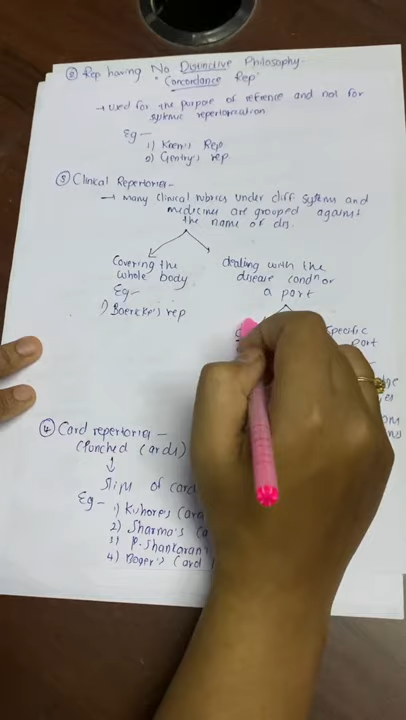 ② Rep having No Distinctive Philosophy-
"Concordance Rep"
→ Used for the purpose of refrence and not for
systemic repertorisation
Eg-
1) Kaern's Rep
2) Gentry's rep
③ Clinical Repertories-
→ Many clinical rubrics under diff systems and
medicines are grouped against
the name of dis.
Covering the
whole body
Eg-
1) Boericke's rep
dealing with the
disease condn or
a part
specific
part
④ Card repertories-
(Punched Cards)
↓
Slips of card
Eg- 1) Kishore's
2) Sharma's
3) P. Shankaran's
4) Boger's Card